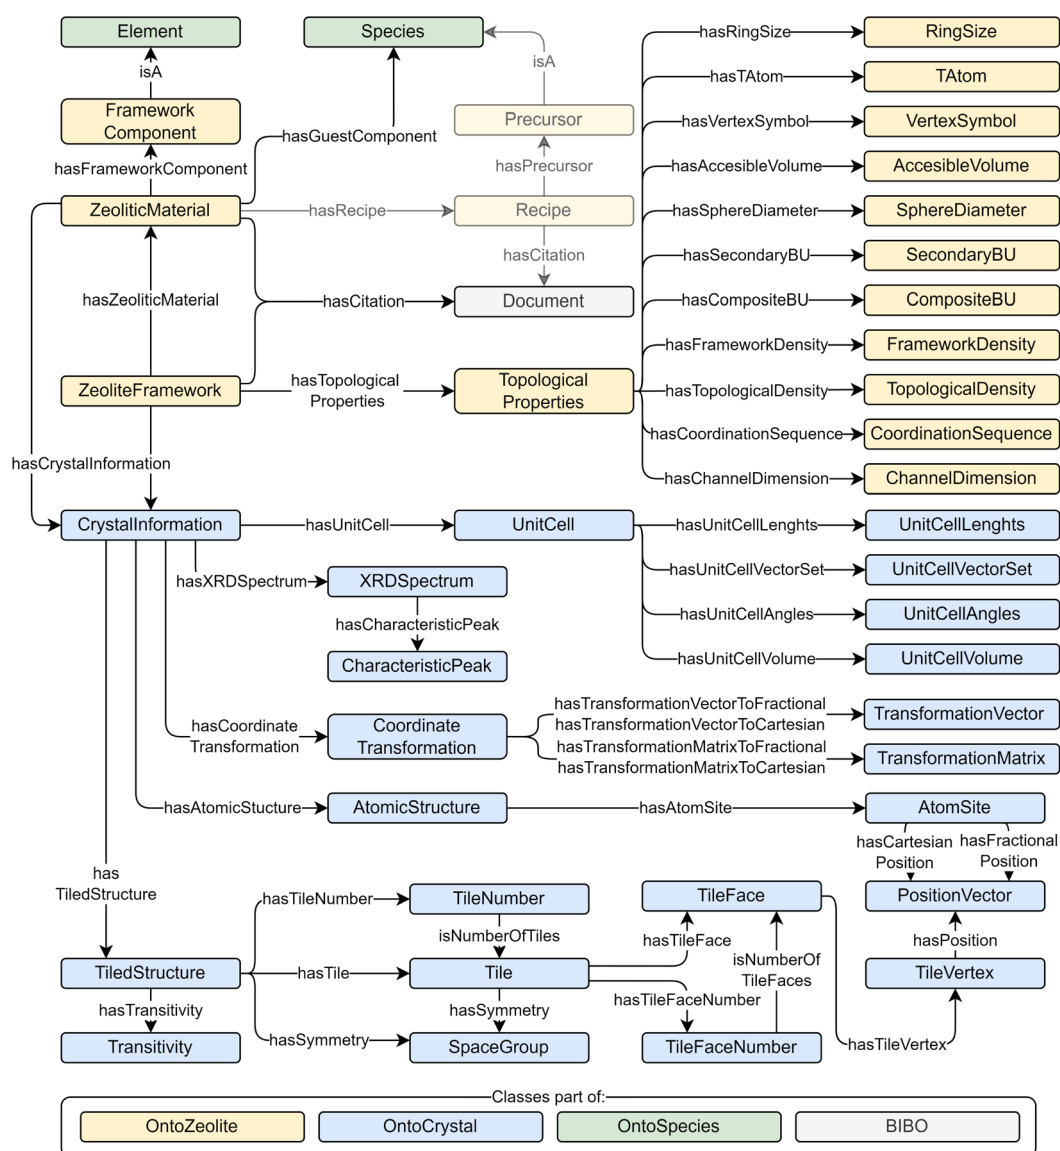 Element
Species
hasRingSize
RingSize
isA
isA
hasTAtom
TAtom
Framework
Component
Precursor
hasVertexSymbol
VertexSymbol
hasGuestComponent
hasFrameworkComponent
hasPrecursor
hasAccesibleVolume
AccesibleVolume
ZeoliticMaterial
hasRecipe
Recipe
hasSphereDiameter
SphereDiameter
hasCitation
hasSecondaryBU
SecondaryBU
hasZeoliticMaterial
hasCitation
Document
hasCompositeBU
CompositeBU
hasFrameworkDensity
FrameworkDensity
ZeoliteFramework
hasTopological
Properties
Topological
Properties
hasTopologicalDensity
TopologicalDensity
hasCoordinationSequence
CoordinationSequence
hasCrystalInformation
hasChannelDimension
ChannelDimension
CrystalInformation
hasUnitCell
UnitCell
hasUnitCellLenghts
UnitCellLenghts
hasXRDSpectrum
XRDSpectrum
hasUnitCellVectorSet
UnitCellVectorSet
hasCharacteristicPeak
hasUnitCellAngles
UnitCellAngles
CharacteristicPeak
hasUnitCellVolume
UnitCellVolume
hasCoordinate
Transformation
Coordinate
Transformation
hasTransformationVectorToFractional
hasTransformationVectorToCartesian
TransformationVector
hasTransformationMatrixToFractional
hasTransformationMatrixToCartesian
TransformationMatrix
hasAtomicStucture
AtomicStructure
hasAtomSite
AtomSite
hasCartesian
Position
hasFractional
Position
has
TiledStructure
hasTileNumber
TileNumber
TileFace
PositionVector
isNumberOfTiles
hasTileFace
isNumberOf
TileFaces
hasPosition
TiledStructure
hasTile
Tile
TileVertex
hasTransitivity
hasSymmetry
hasTileFaceNumber
Transitivity
hasSymmetry
SpaceGroup
TileFaceNumber
hasTileVertex
Classes part of:
OntoZeolite
OntoCrystal
OntoSpecies
BIBO